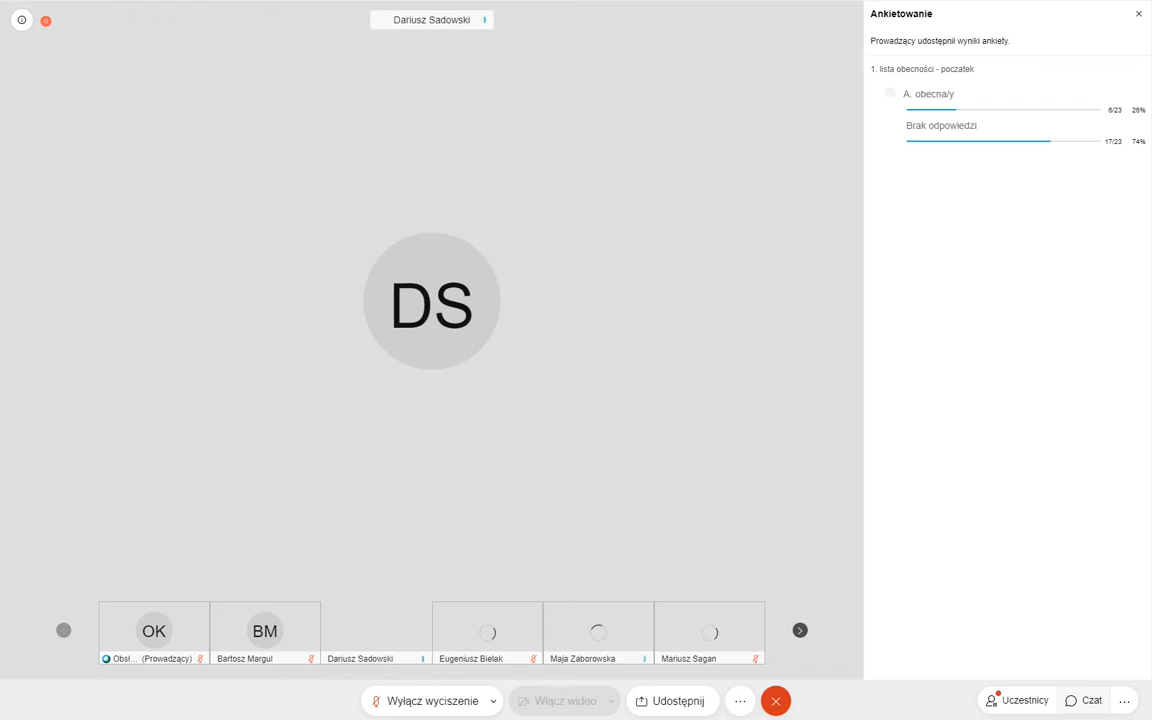 Dariusz Sadowski
Ankietowanie
Prowadzący udostępnił wyniki ankiety.
1. lista obecności - poczatek
A. obecna/y
6/23 26%
Brak odpowiedzi
17/23 74%
DS
OK
BM
Obsł... (Prowadzący)
Bartosz Margul
Dariusz Sadowski
Eugeniusz Bielak
Maja Zaborowska
Mariusz Sagan
Wyłącz wyciszenie
Włącz wideo
Udostępnij
Uczestnicy
Czat